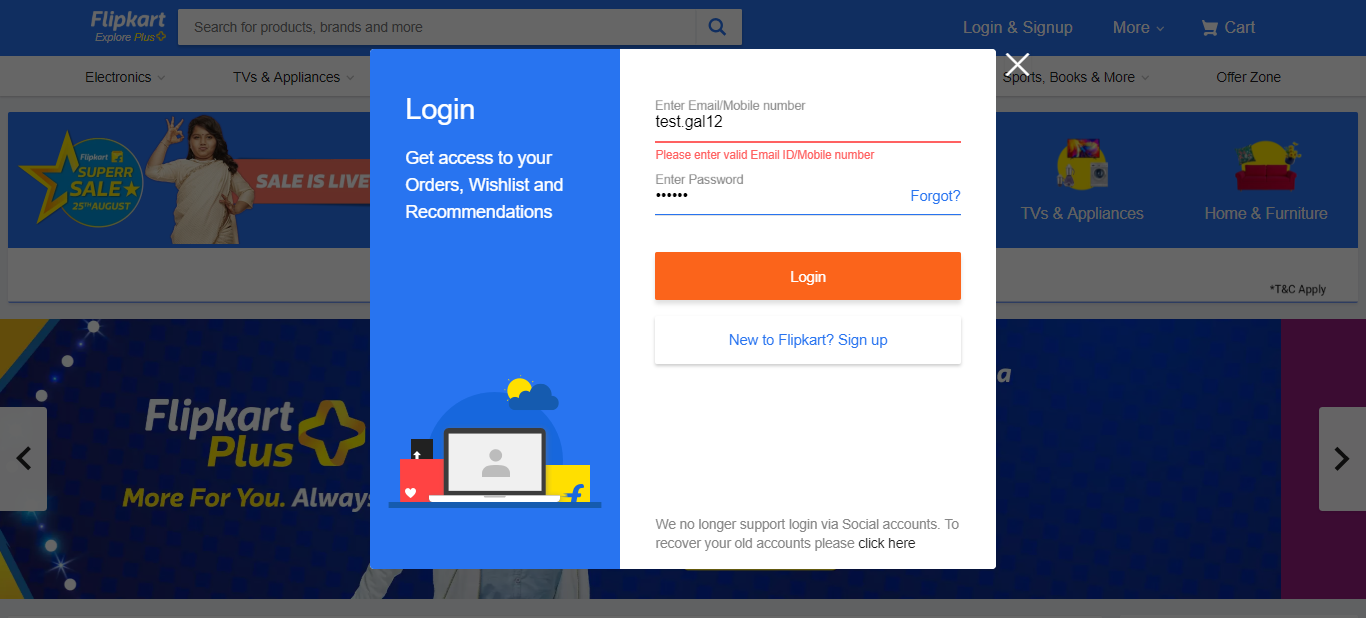 Flipkart
Explore Plus
Search for products, brands and more
Login & Signup
More
Cart
Electronics
TVs & Appliances
Sports, Books & More
Offer Zone
Login
Get access to your
Orders, Wishlist and
Recommendations
Enter Email/Mobile number
test.gal12
Please enter valid Email ID/Mobile number
Enter Password
••••••
Forgot?
Login
New to Flipkart? Sign up
We no longer support login via Social accounts. To
recover your old accounts please click here
Flipkart
SUPERR
SALE
25TH AUGUST
SALE IS LIVE
TVs & Appliances
Home & Furniture
*T&C Apply
Flipkart
Plus
More For You. Always
a